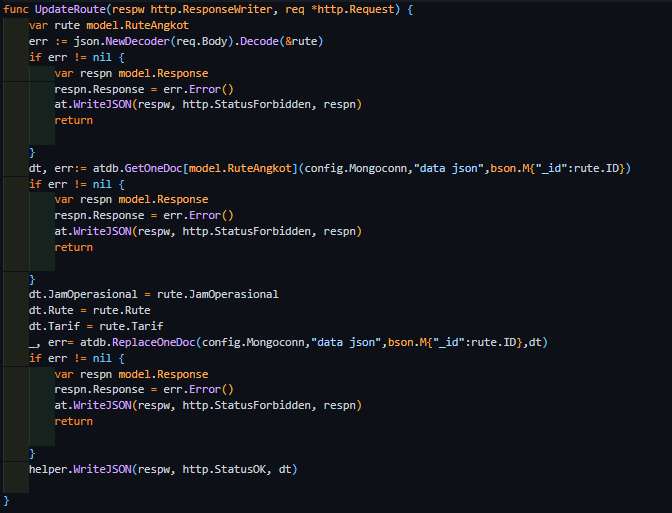 func UpdateRoute(respw http.ResponseWriter, req *http.Request) {
    var rute model.RuteAngkot
    err := json.NewDecoder(req.Body).Decode(&rute)
    if err != nil {
        var respn model.Response
        respn.Response = err.Error()
        at.WriteJSON(respw, http.StatusForbidden, respn)
        return
    }
    dt, err:= atdb.GetOneDoc[model.RuteAngkot](config.Mongoconn,"data json",bson.M{"_id":rute.ID})
    if err != nil {
        var respn model.Response
        respn.Response = err.Error()
        at.WriteJSON(respw, http.StatusForbidden, respn)
        return
    }
    dt.JamOperasional = rute.JamOperasional
    dt.Rute = rute.Rute
    dt.Tarif = rute.Tarif
    _, err= atdb.ReplaceOneDoc(config.Mongoconn,"data json",bson.M{"_id":rute.ID},dt)
    if err != nil {
        var respn model.Response
        respn.Response = err.Error()
        at.WriteJSON(respw, http.StatusForbidden, respn)
        return
    }
    helper.WriteJSON(respw, http.StatusOK, dt)
}